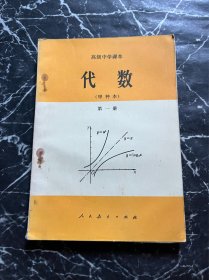 高级中学课本
代数
（甲种本）
第一册
人民教育出版社